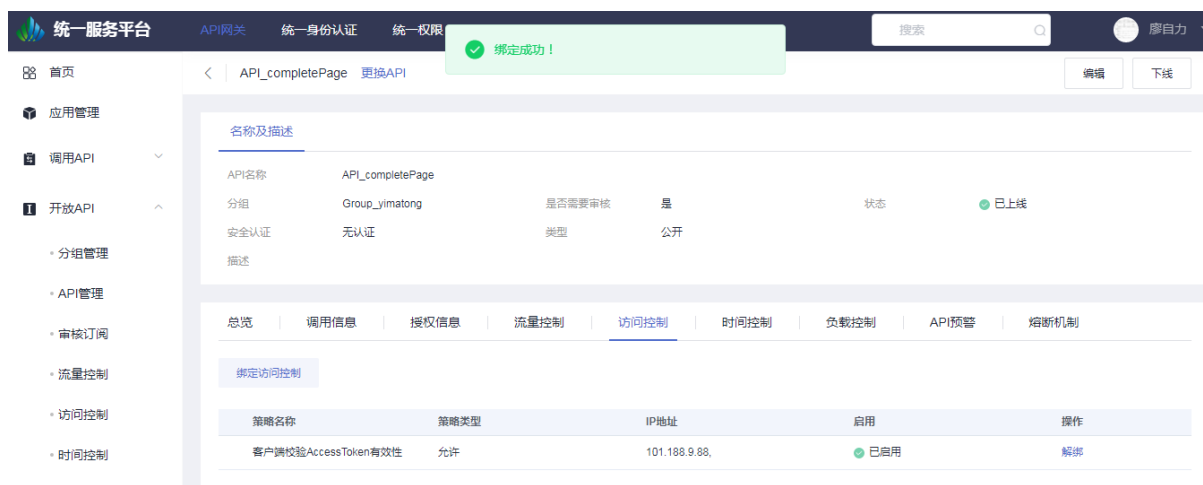 统一服务平台
API网关 统一身份认证 统一权限
绑定成功！
搜索
廖自力
首页
API_completePage 更换API
编辑 下线
应用管理
调用API
开放API
分组管理
API管理
审核订阅
流量控制
访问控制
时间控制
名称及描述
API名称 API_completePage
分组 Group_yimatong 是否需要审核 是 状态 已上线
安全认证 无认证 类型 公开
描述
总览 调用信息 授权信息 流量控制 访问控制 时间控制 负载控制 API预警 熔断机制
绑定访问控制
策略名称 策略类型 IP地址 启用 操作
客户端校验AccessToken有效性 允许 101.188.9.88, 已启用 解绑